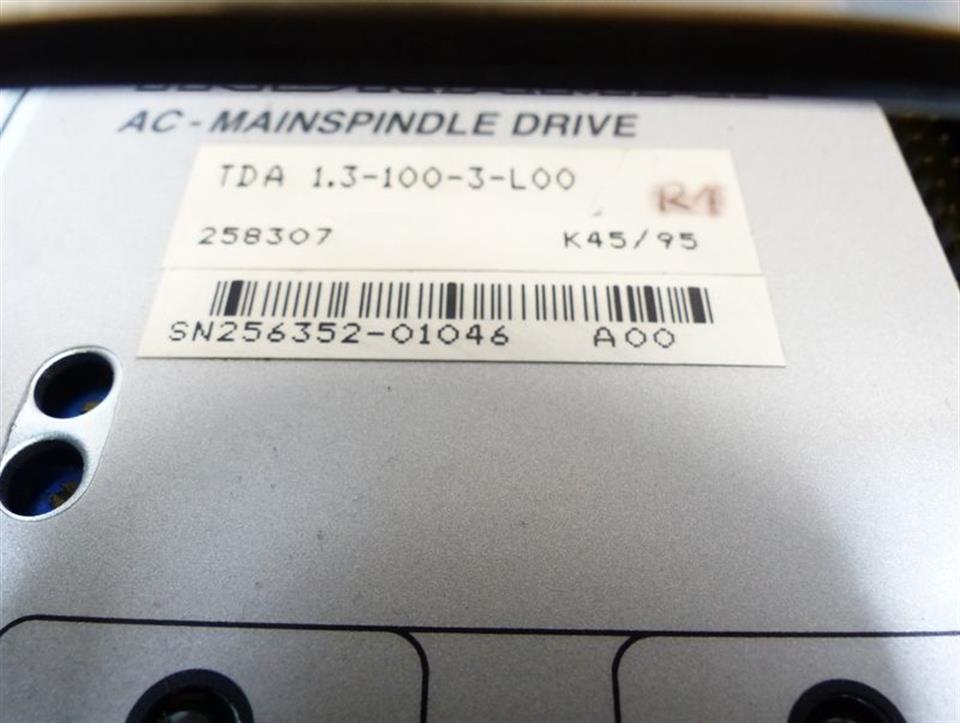 AC - MAINSPINDLE DRIVE
TDA 1.3-100-3-L00
R1
258307 K45/95
SN256352-01046 A00